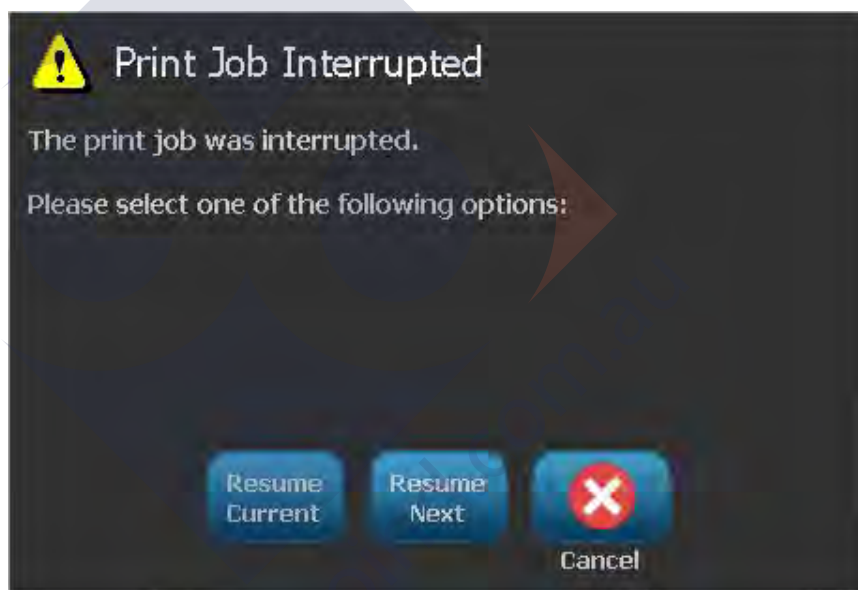 Print Job Interrupted
The print job was interrupted.
Please select one of the following options:
Resume
Current
Resume
Next
Cancel